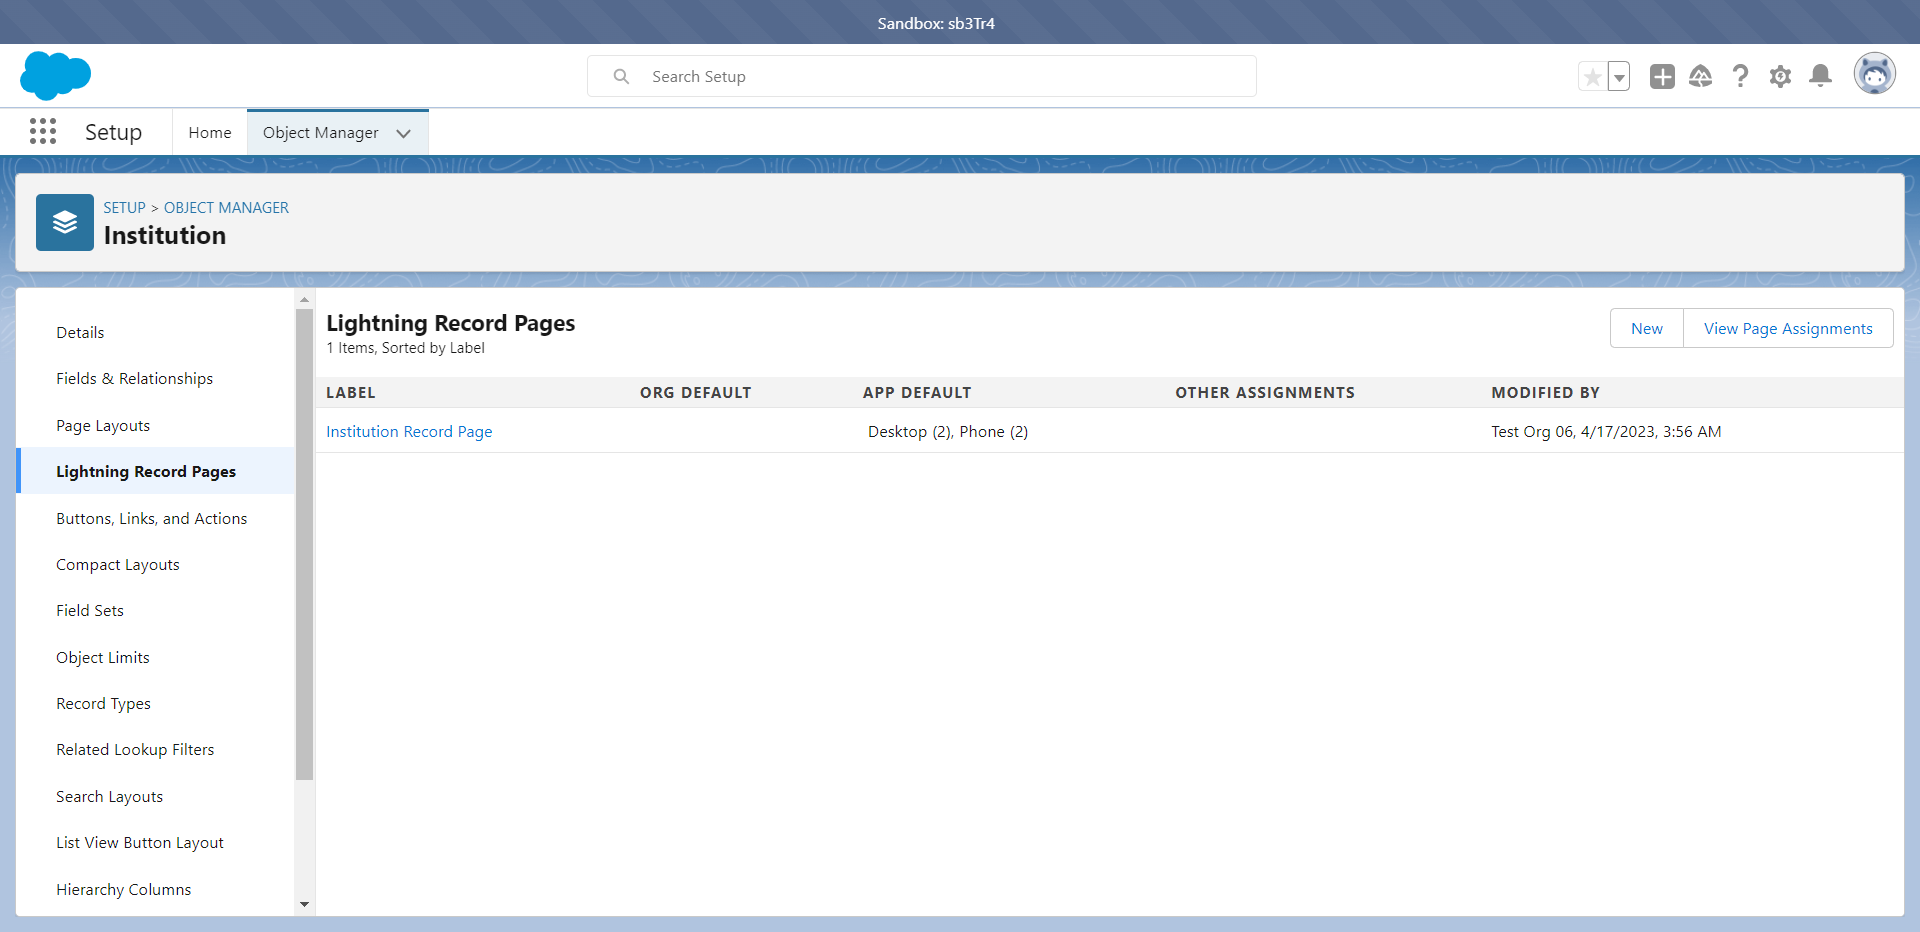 Sandbox: sb3Tr4
Search Setup
Setup
Home
Object Manager
SETUP > OBJECT MANAGER
Institution
Details
Fields & Relationships
Page Layouts
Lightning Record Pages
Buttons, Links, and Actions
Compact Layouts
Field Sets
Object Limits
Record Types
Related Lookup Filters
Search Layouts
List View Button Layout
Hierarchy Columns
Lightning Record Pages
1 Items, Sorted by Label
New
View Page Assignments
LABEL ORG DEFAULT APP DEFAULT OTHER ASSIGNMENTS MODIFIED BY
Institution Record Page Desktop (2), Phone (2) Test Org 06, 4/17/2023, 3:56 AM